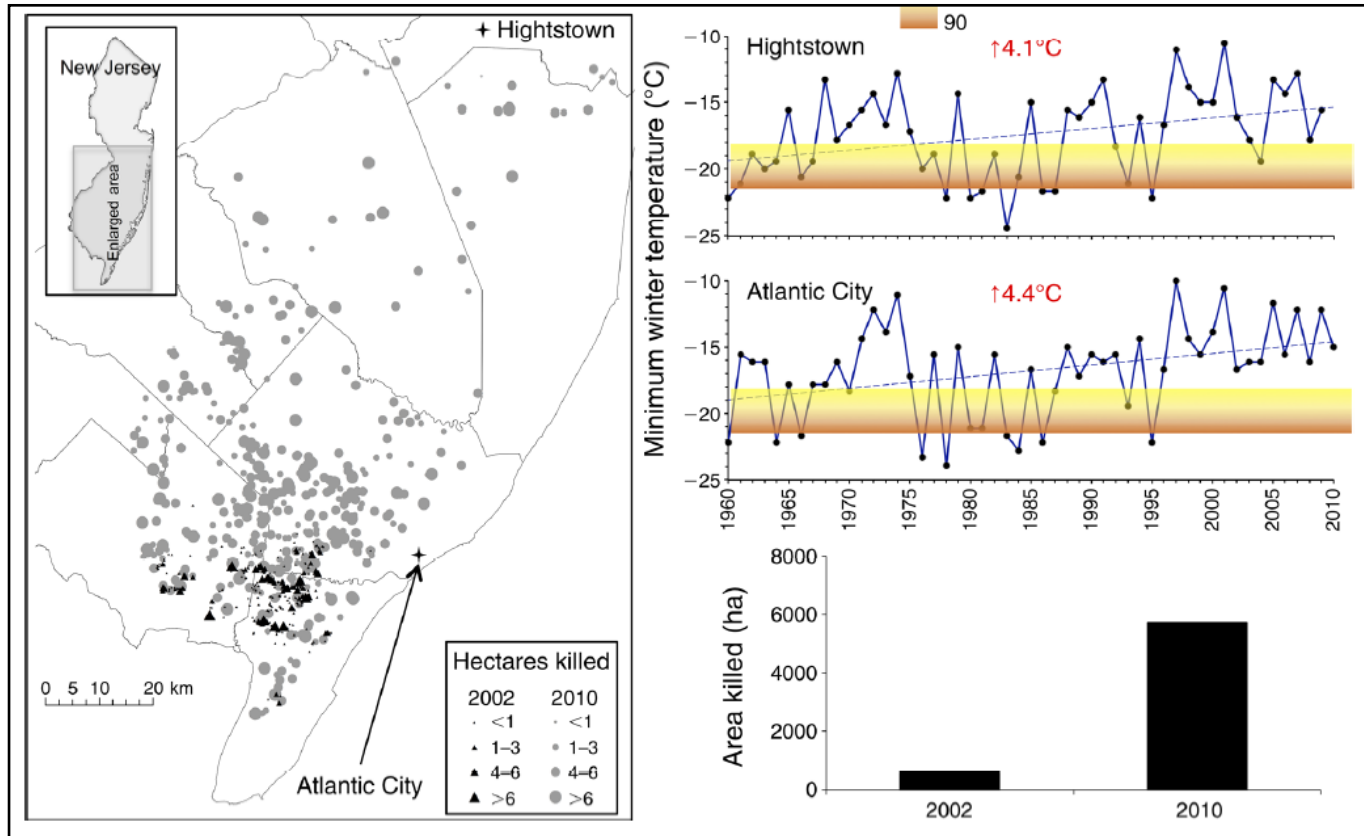 Hightstown
New Jersey
Enlarged area
0 5 10 20 km
Atlantic City
Hectares killed
2002 2010
<1 <1
1–3 1–3
4–6 4–6
>6 >6
90
Minimum winter temperature (°C)
Hightstown
↑4.1°C
−10
−15
−20
−25
Atlantic City
↑4.4°C
−10
−15
−20
−25
1960 1965 1970 1975 1980 1985 1990 1995 2000 2005 2010
Area killed (ha)
8000
6000
4000
2000
0
2002 2010